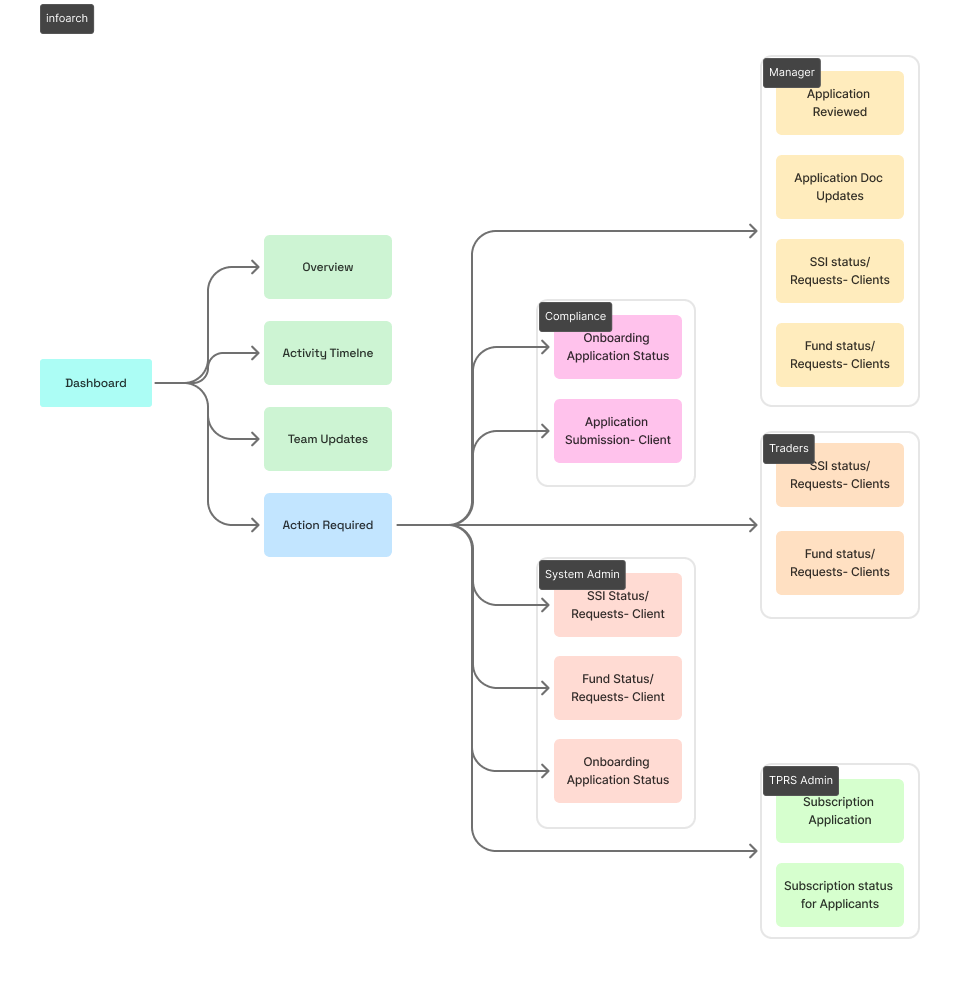 infoarch
Manager
Application
Reviewed
Application Doc
Updates
SSI status/
Requests- Clients
Fund status/
Requests- Clients
Overview
Activity Timelne
Team Updates
Dashboard
Action Required
Compliance
Onboarding
Application Status
Application
Submission- Client
Traders
SSI status/
Requests- Clients
Fund status/
Requests- Clients
System Admin
SSI Status/
Requests- Client
Fund Status/
Requests- Client
Onboarding
Application Status
TPRS Admin
Subscription
Application
Subscription status
for Applicants